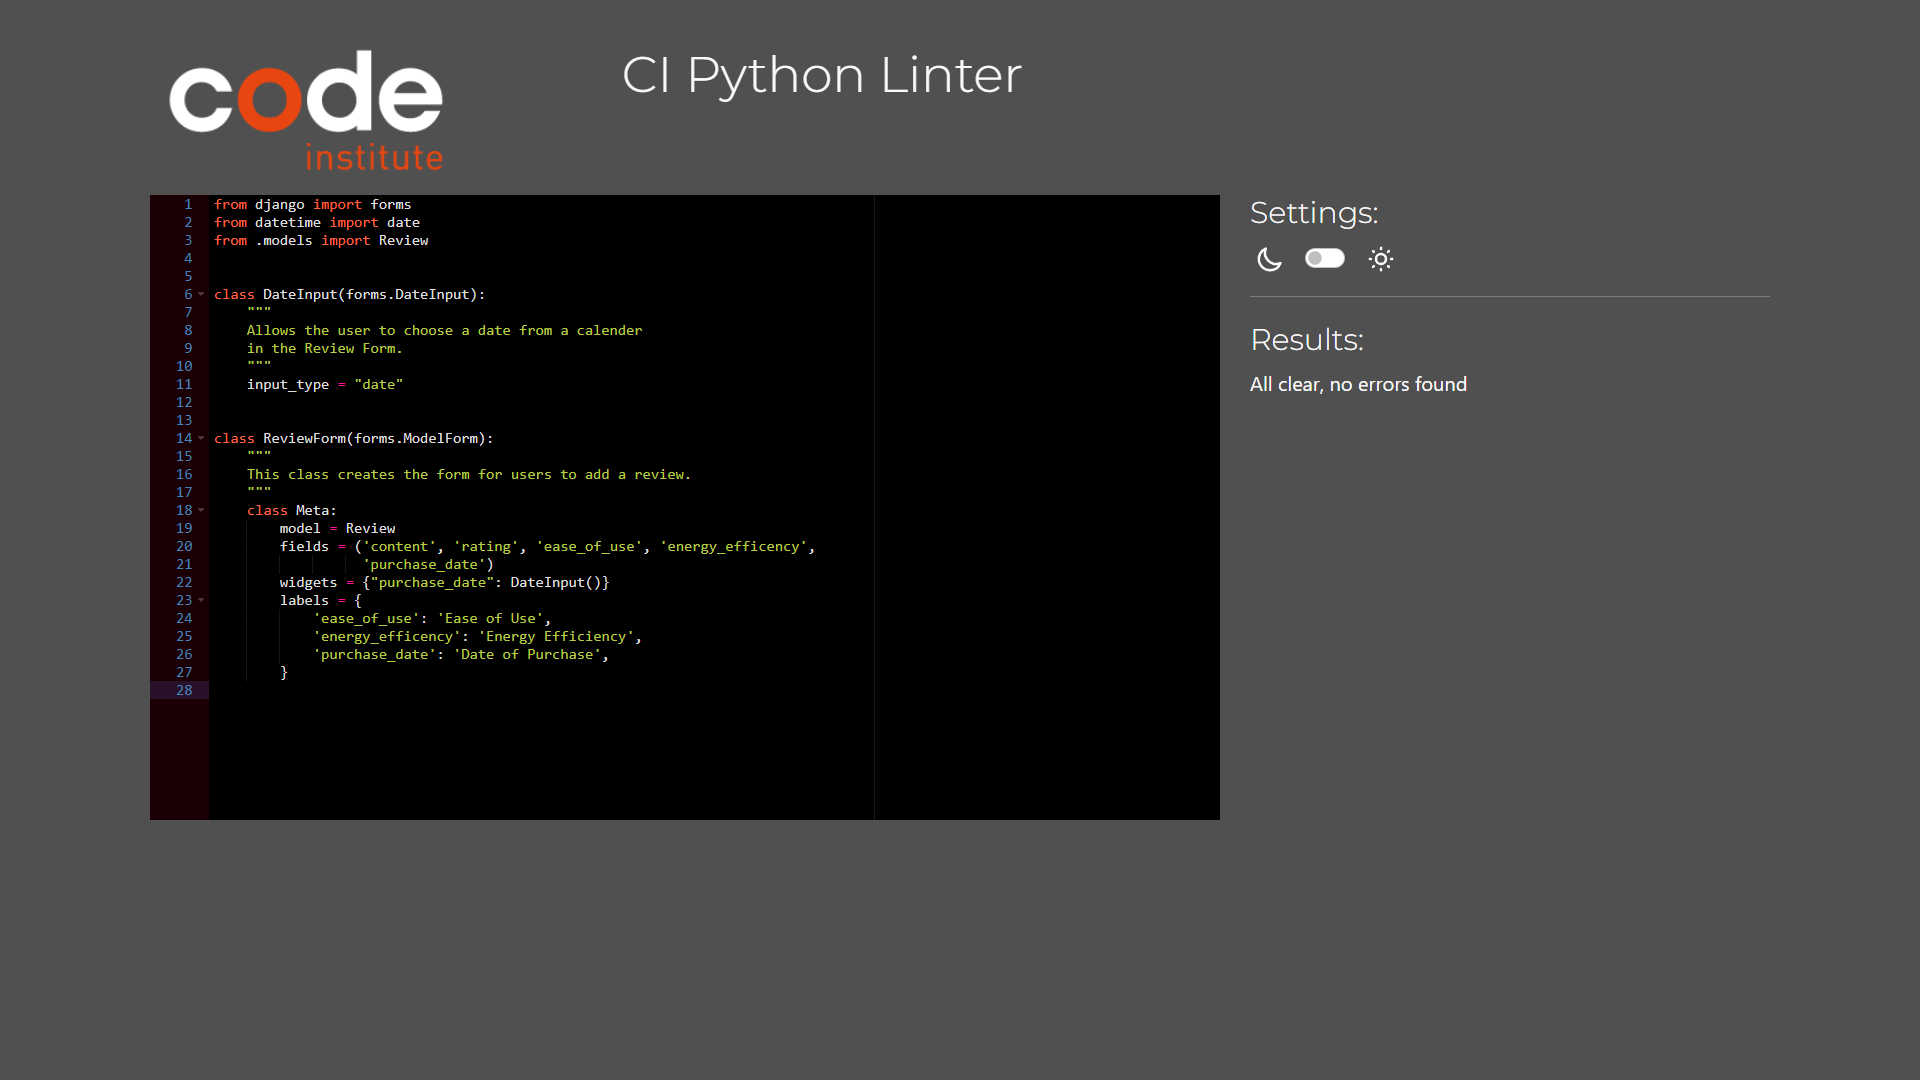 code
institute
CI Python Linter
1 from django import forms
2 from datetime import date
3 from .models import Review
4
5
6 class DateInput(forms.DateInput):
7     """
8     Allows the user to choose a date from a calender
9     in the Review Form.
10     """
11     input_type = "date"
12
13
14 class ReviewForm(forms.ModelForm):
15     """
16     This class creates the form for users to add a review.
17     """
18     class Meta:
19         model = Review
20         fields = ('content', 'rating', 'ease_of_use', 'energy_efficency',
21                   'purchase_date')
22         widgets = {"purchase_date": DateInput()}
23         labels = {
24             'ease_of_use': 'Ease of Use',
25             'energy_efficency': 'Energy Efficiency',
26             'purchase_date': 'Date of Purchase',
27         }
28
Settings:
Results:
All clear, no errors found